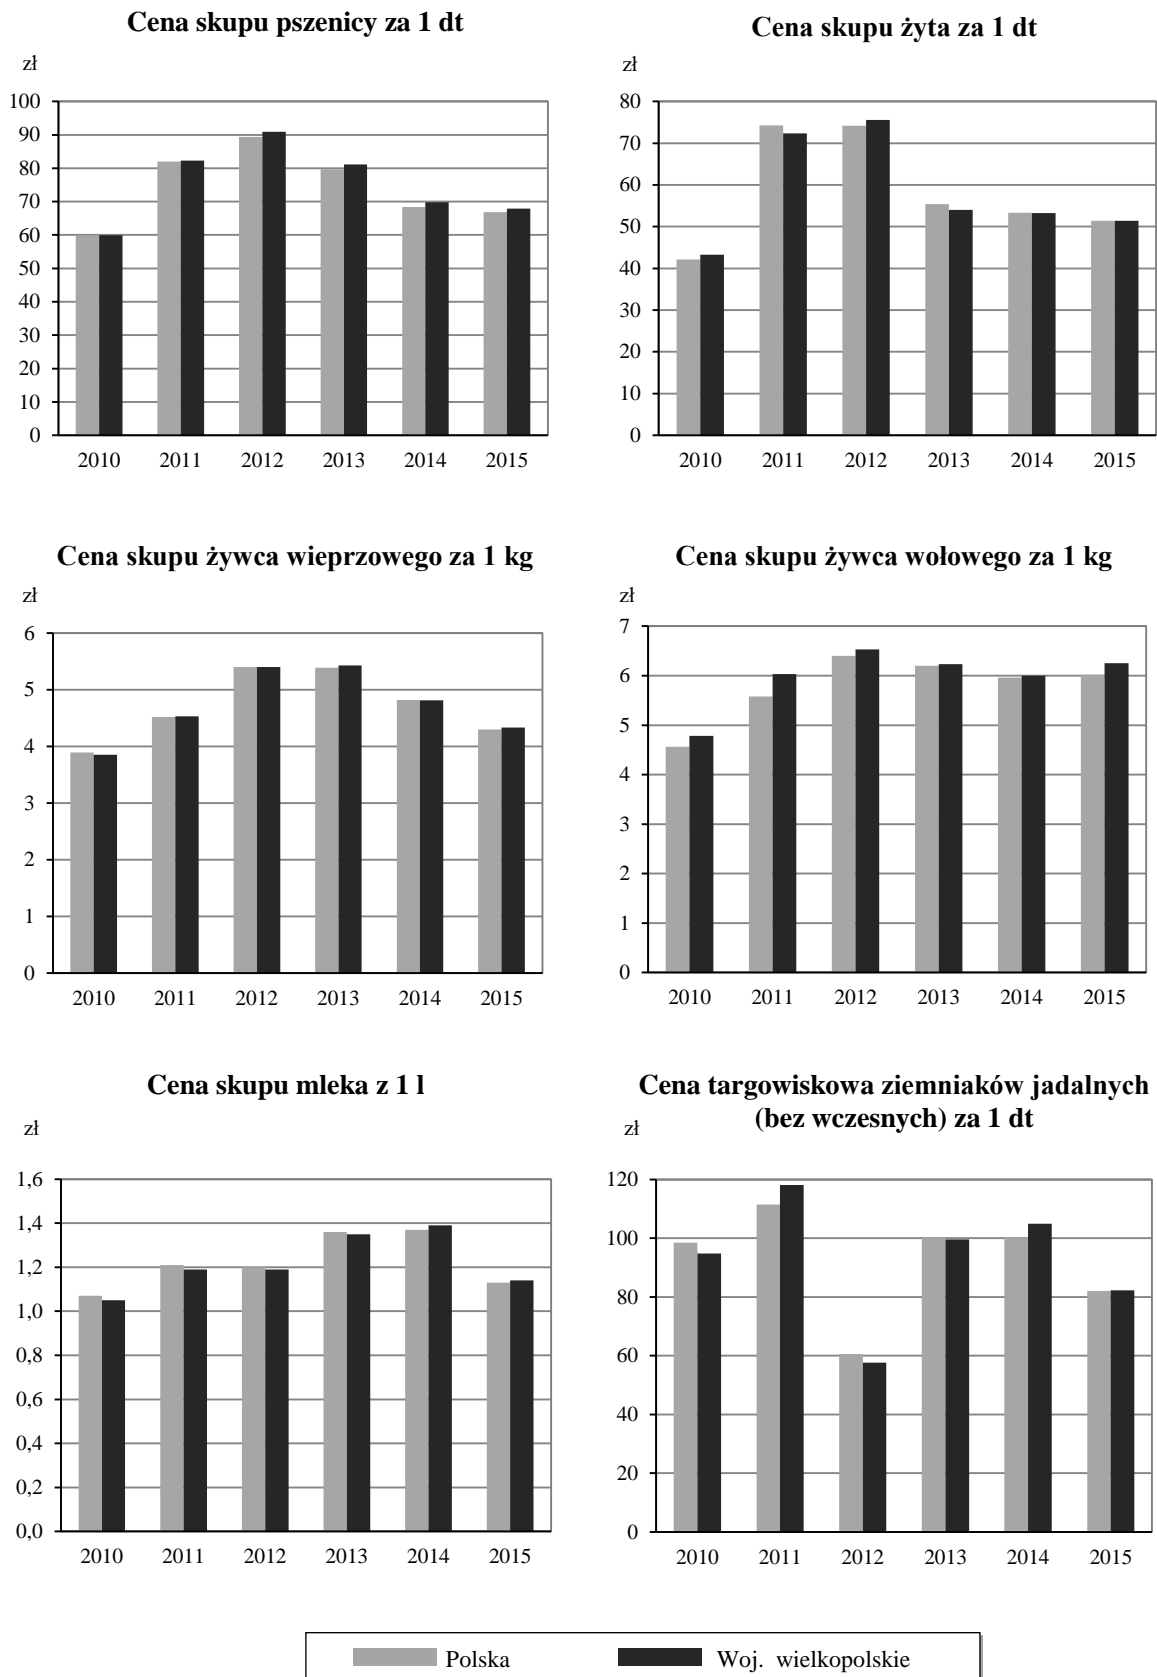 Cena skupu pszenicy za 1 dt
zł
100
90
80
70
60
50
40
30
20
10
0
2010 2011 2012 2013 2014 2015
Cena skupu żyta za 1 dt
zł
80
70
60
50
40
30
20
10
0
2010 2011 2012 2013 2014 2015
Cena skupu żywca wieprzowego za 1 kg
zł
6
5
4
3
2
1
0
2010 2011 2012 2013 2014 2015
Cena skupu żywca wołowego za 1 kg
zł
7
6
5
4
3
2
1
0
2010 2011 2012 2013 2014 2015
Cena skupu mleka z 1 l
zł
1,6
1,4
1,2
1,0
0,8
0,6
0,4
0,2
0,0
2010 2011 2012 2013 2014 2015
Cena targowiskowa ziemniaków jadalnych
(bez wczesnych) za 1 dt
zł
120
100
80
60
40
20
0
2010 2011 2012 2013 2014 2015
Polska Woj. wielkopolskie